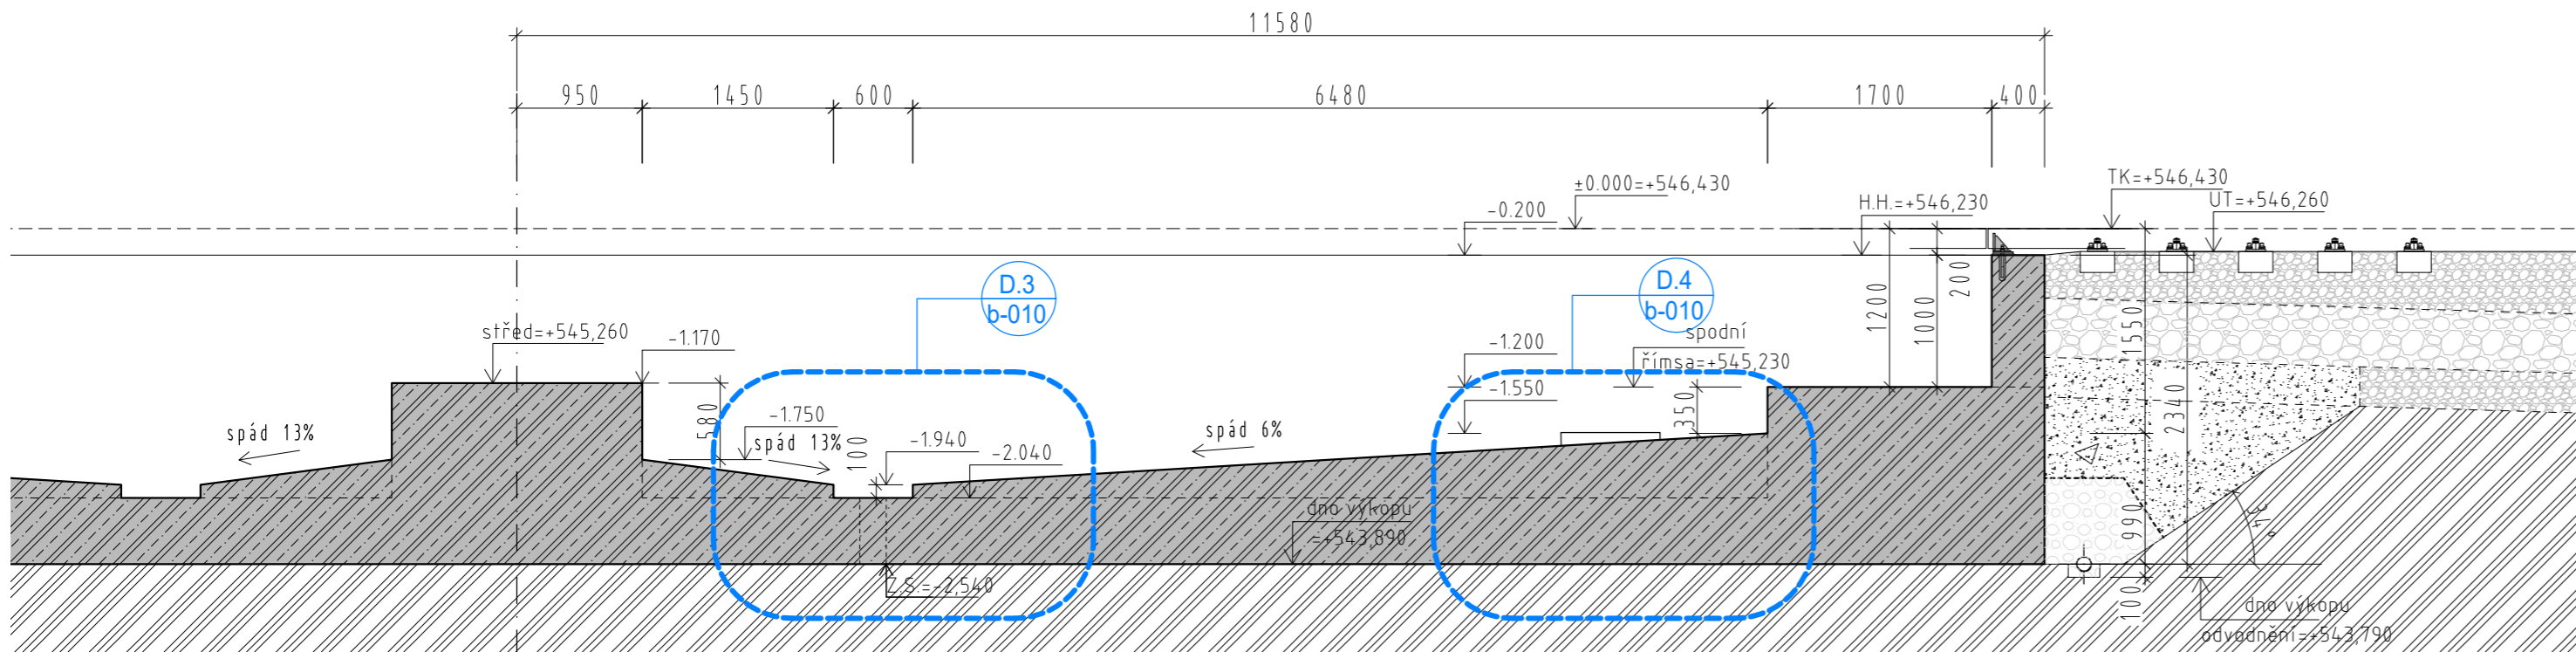 11580
950 1450 600 6480 1700 400
TK=+546,430
±0.000=+546,430
UT=+546,260
H.H.=+546,230
-0.200
D.3
b-010
D.4
b-010
200
1200
1000
1550
střed=+545,260
-1.170
-1.200
spodní
římsa=+545,230
-1.550
350
2340
580
-1.750
spád 13%
spád 13%
100
-1.940
-2.040
spád 6%
dno výkopu
=+543,890
990
34°
Z.S.=-2,540
100
dno výkopu
odvodnění=+543,790